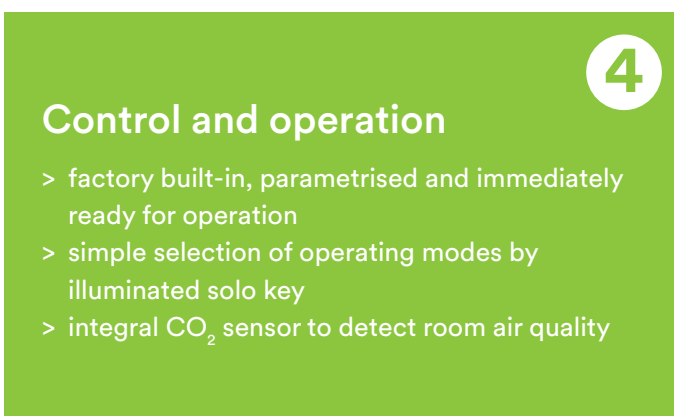 4
Control and operation
> factory built-in, parametrised and immediately
ready for operation
> simple selection of operating modes by
illuminated solo key
> integral CO₂ sensor to detect room air quality